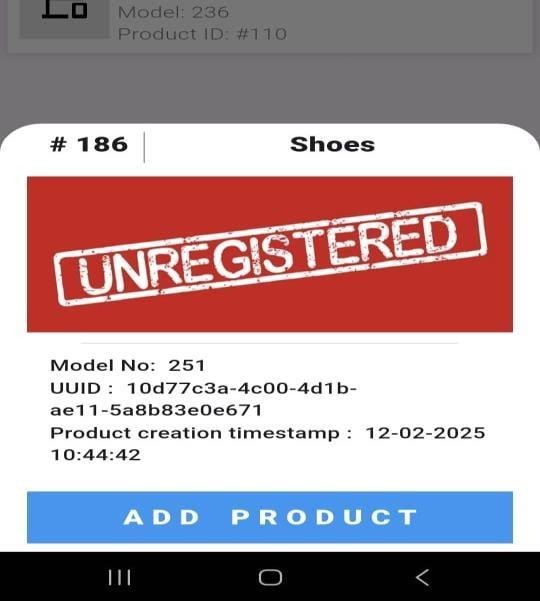 Model: 236
Product ID: #110
# 186 Shoes
UNREGISTERED
Model No: 251
UUID : 10d77c3a-4c00-4d1b-
ae11-5a8b83e0e671
Product creation timestamp : 12-02-2025
10:44:42
ADD PRODUCT